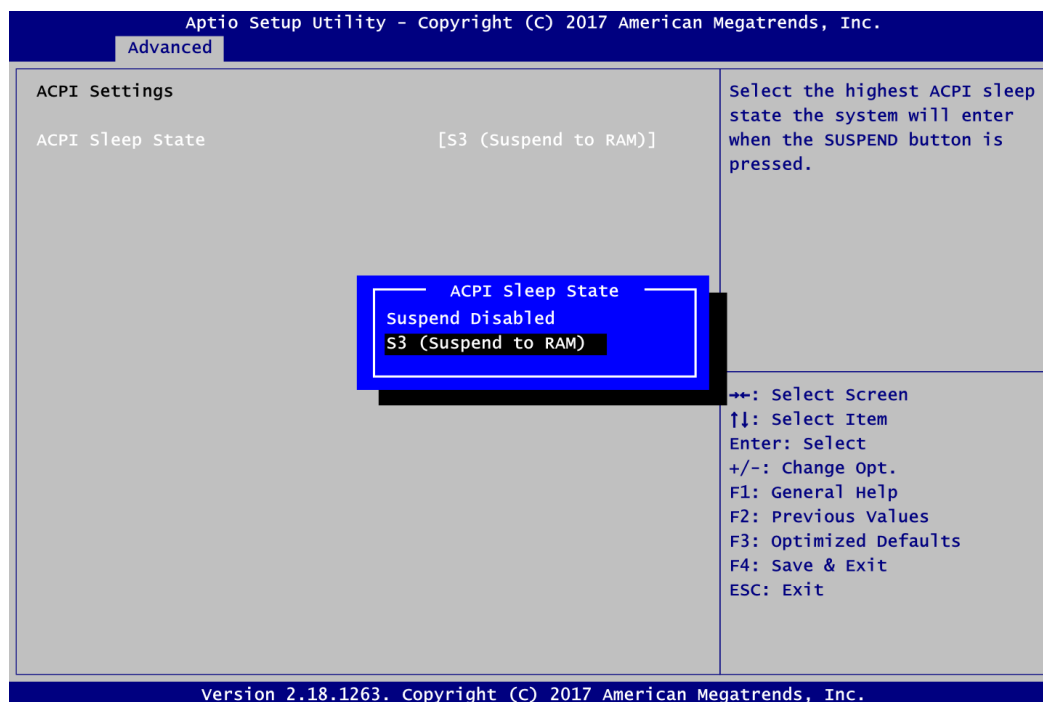 Aptio Setup Utility - Copyright (C) 2017 American Megatrends, Inc.
Advanced
ACPI Settings
ACPI Sleep State [S3 (Suspend to RAM)]
Select the highest ACPI sleep
state the system will enter
when the SUSPEND button is
pressed.
ACPI Sleep State
Suspend Disabled
S3 (Suspend to RAM)
→←: Select Screen
↑↓: Select Item
Enter: Select
+/-: Change Opt.
F1: General Help
F2: Previous Values
F3: Optimized Defaults
F4: Save & Exit
ESC: Exit
Version 2.18.1263. Copyright (C) 2017 American Megatrends, Inc.